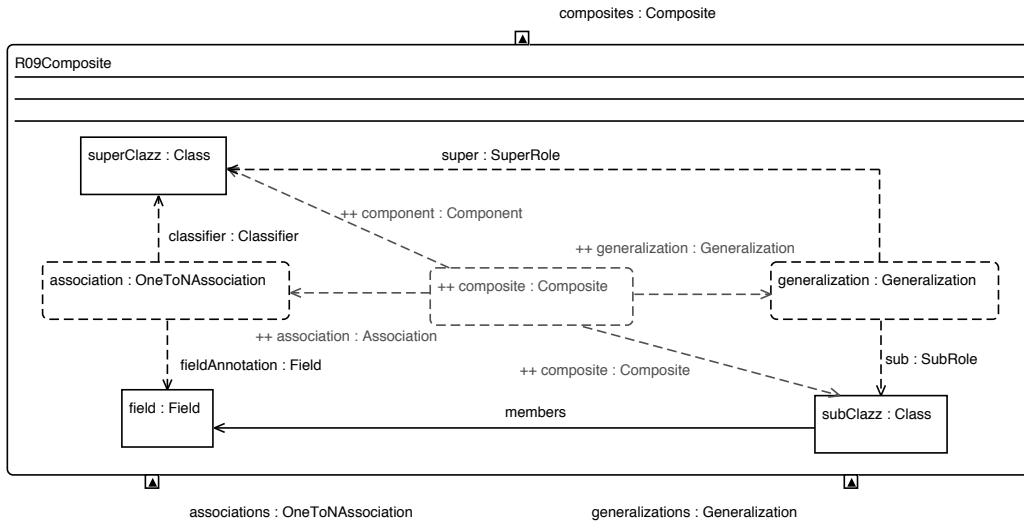 composites : Composite
R09Composite
superClazz : Class
super : SuperRole
++ component : Component
classifier : Classifier
++ generalization : Generalization
association : OneToNAssociation
++ composite : Composite
generalization : Generalization
++ association : Association
fieldAnnotation : Field
++ composite : Composite
sub : SubRole
field : Field
members
subClazz : Class
associations : OneToNAssociation
generalizations : Generalization